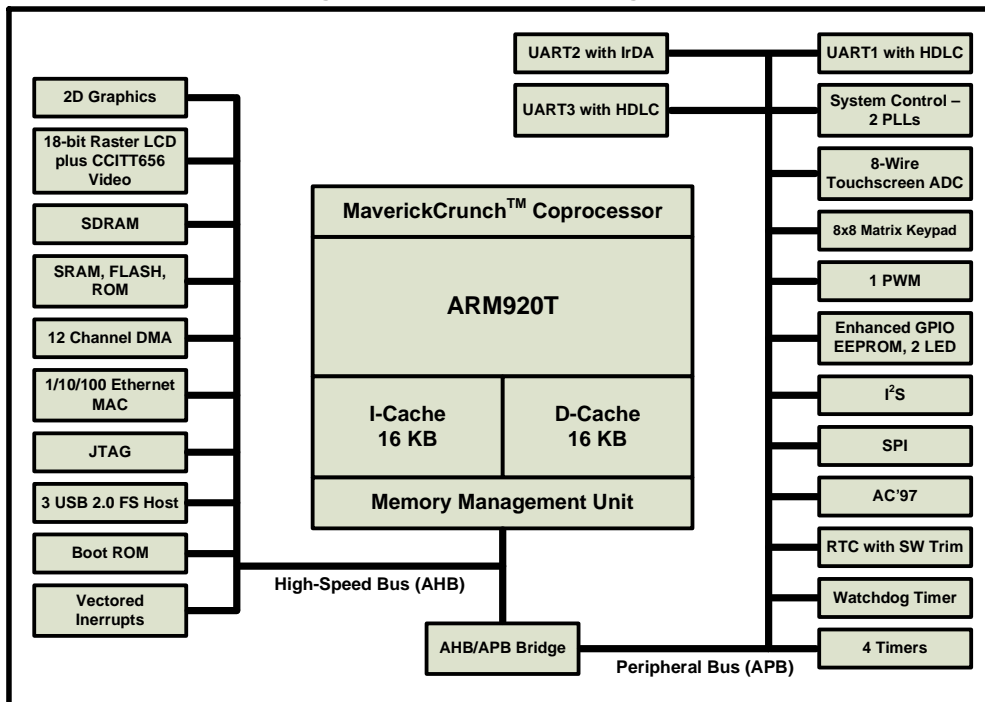 2D Graphics
18-bit Raster LCD
plus CCITT656
Video
SDRAM
SRAM, FLASH,
ROM
12 Channel DMA
1/10/100 Ethernet
MAC
JTAG
3 USB 2.0 FS Host
Boot ROM
Vectored
Inerrupts
MaverickCrunch™ Coprocessor
ARM920T
I-Cache
16 KB
D-Cache
16 KB
Memory Management Unit
High-Speed Bus (AHB)
AHB/APB Bridge
Peripheral Bus (APB)
UART2 with IrDA
UART3 with HDLC
UART1 with HDLC
System Control –
2 PLLs
8-Wire
Touchscreen ADC
8x8 Matrix Keypad
1 PWM
Enhanced GPIO
EEPROM, 2 LED
I²S
SPI
AC’97
RTC with SW Trim
Watchdog Timer
4 Timers